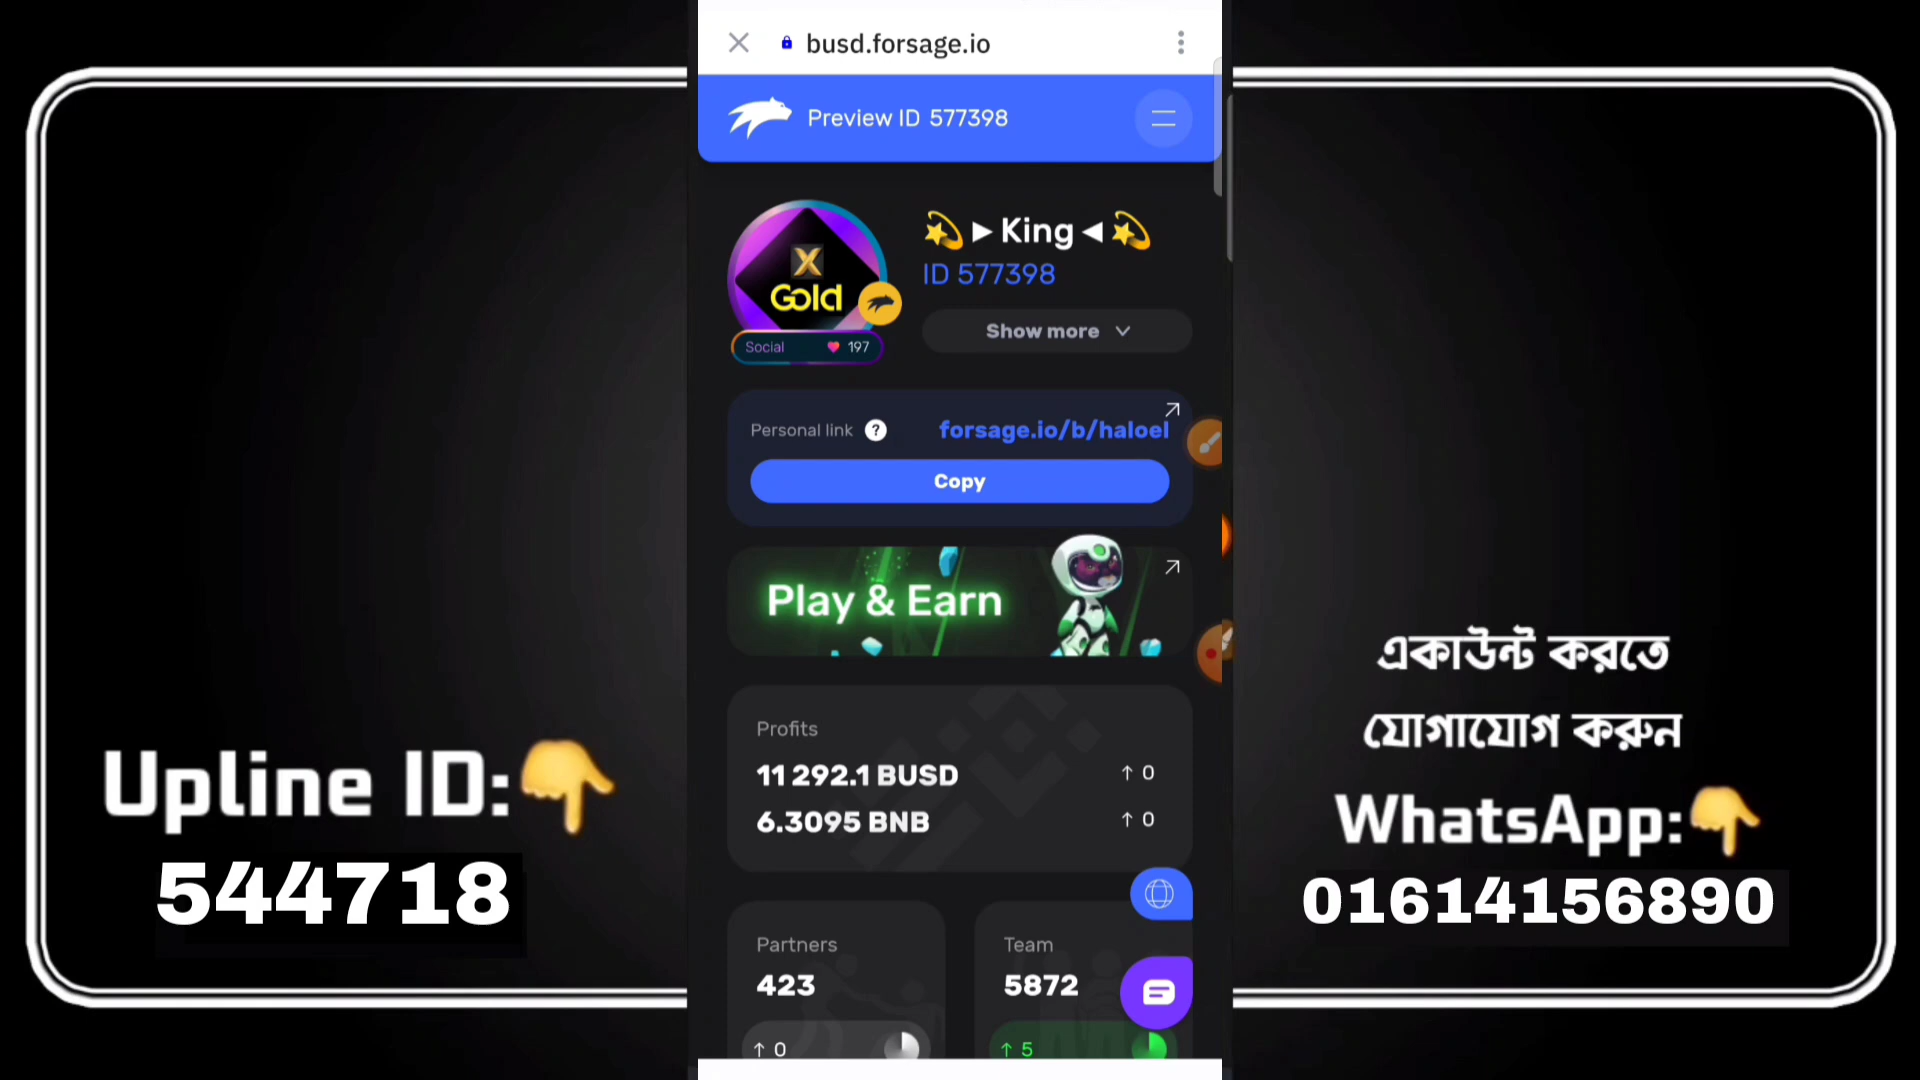 busd.forsage.io
Preview ID 577398
▶ King ◀
ID 577398
X
Gold
Social 197
Show more
Personal link ? forsage.io/b/haloel
Copy
Play & Earn
Profits
11 292.1 BUSD ↑ 0
6.3095 BNB ↑ 0
Partners
423
↑ 0
Team
5872
↑ 5
Upline ID:👇
544718
একাউন্ট করতে
যোগাযোগ করুন
WhatsApp:👇
01614156890